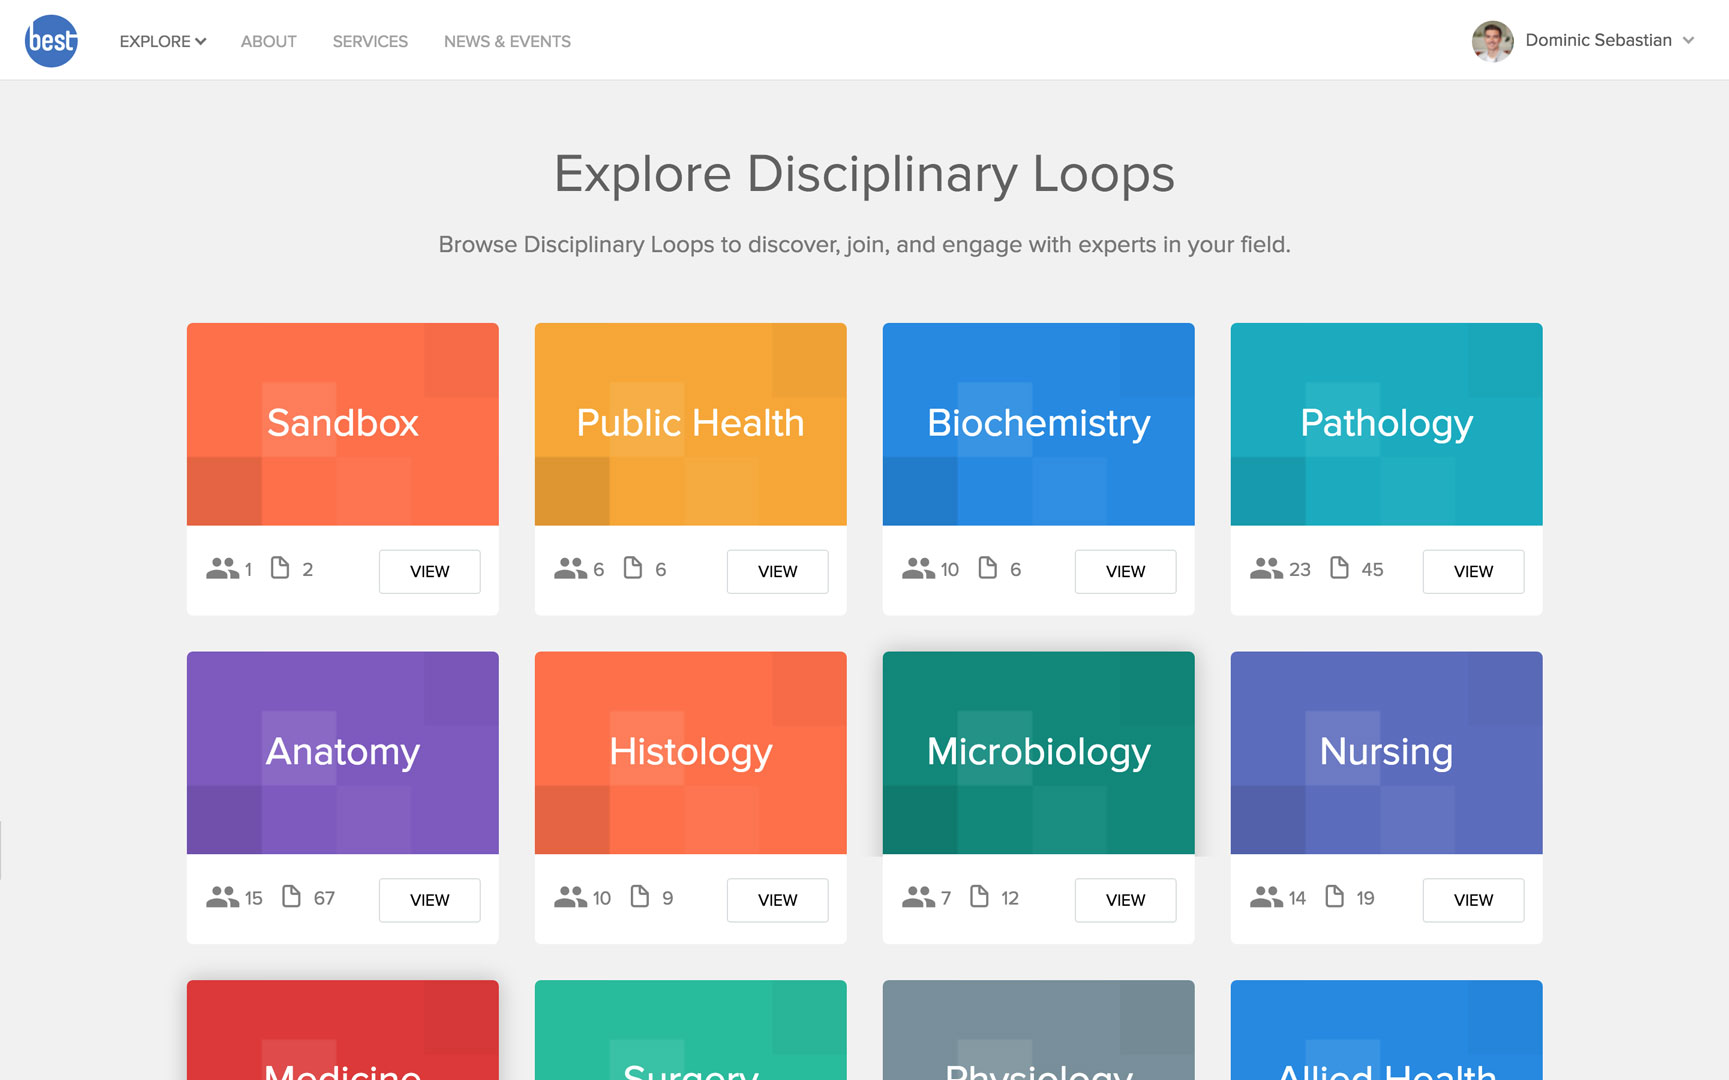 best EXPLORE ABOUT SERVICES NEWS & EVENTS Dominic Sebastian
Explore Disciplinary Loops
Browse Disciplinary Loops to discover, join, and engage with experts in your field.
Sandbox Public Health Biochemistry Pathology
1 2 VIEW 6 6 VIEW 10 6 VIEW 23 45 VIEW
Anatomy Histology Microbiology Nursing
15 67 VIEW 10 9 VIEW 7 12 VIEW 14 19 VIEW
Medicine Surgery Physiology Allied Health